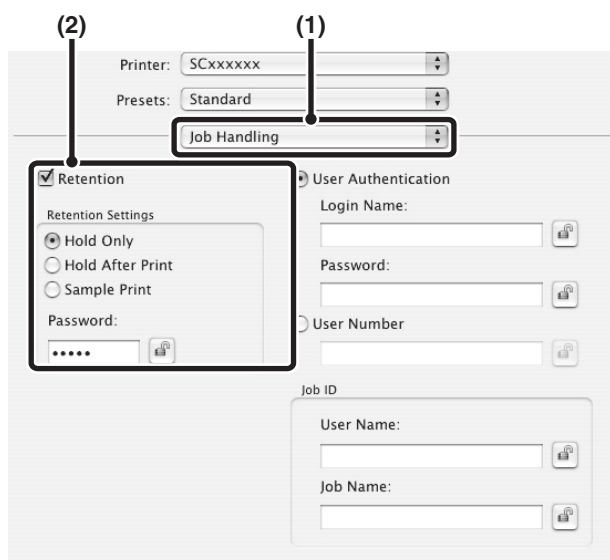 (2) (1)
Printer: SCxxxxxx
Presets: Standard
Job Handling
Retention
Retention Settings
Hold Only
Hold After Print
Sample Print
Password:
•••••
User Authentication
Login Name:
Password:
User Number
Job ID
User Name:
Job Name: